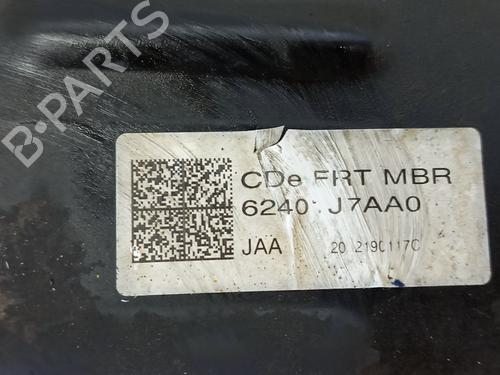 B-PARTS
CDe FRT MBR
6240 J7AA0
JAA 20 2190117C